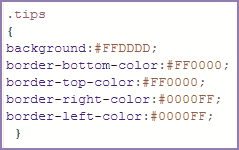 .tips
{
background:#FFDDDD;
border-bottom-color:#FF0000;
border-top-color:#FF0000;
border-right-color:#0000FF;
border-left-color:#0000FF;
}